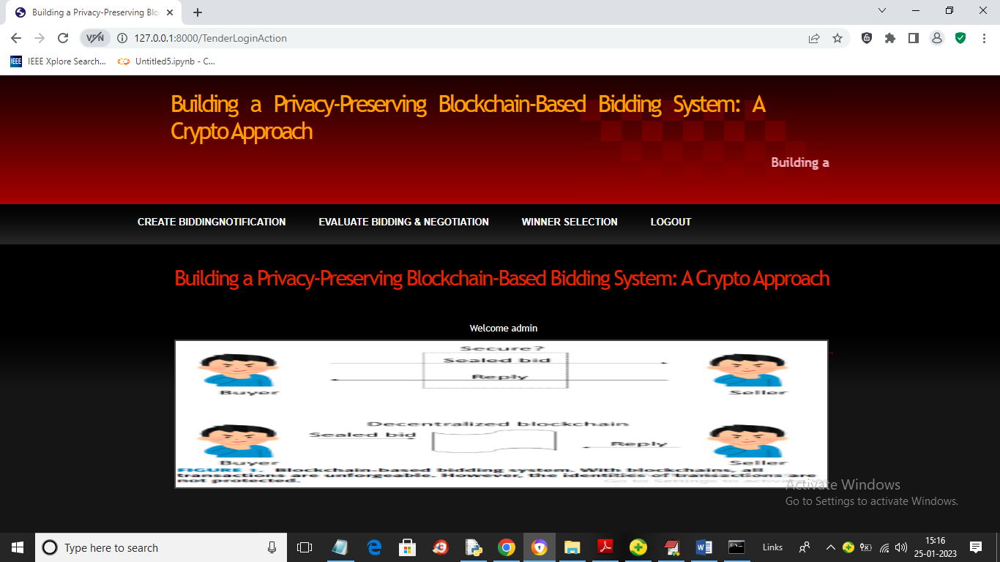 Building a Privacy-Preserving Blo
127.0.0.1:8000/TenderLoginAction
VPN
IEEE
IEEE Xplore Search...
Untitled5.ipynb - C...
Building a Privacy-Preserving Blockchain-Based Bidding System: A
Crypto Approach
Building a
CREATE BIDDINGNOTIFICATION
EVALUATE BIDDING & NEGOTIATION
WINNER SELECTION
LOGOUT
Building a Privacy-Preserving Blockchain-Based Bidding System: A Crypto Approach
Welcome admin
Secure?
Sealed bid
Reply
Buyer
Seller
Decentralized blockchain
Sealed bid
Reply
Buyer
Seller
FIGURE 1. Blockchain-based bidding system. With blockchains, all
transactions are unforgeable. However, the identities of transactions are
not protected.
Activate Windows
Go to Settings to activate Windows.
Type here to search
Links
15:16
25-01-2023